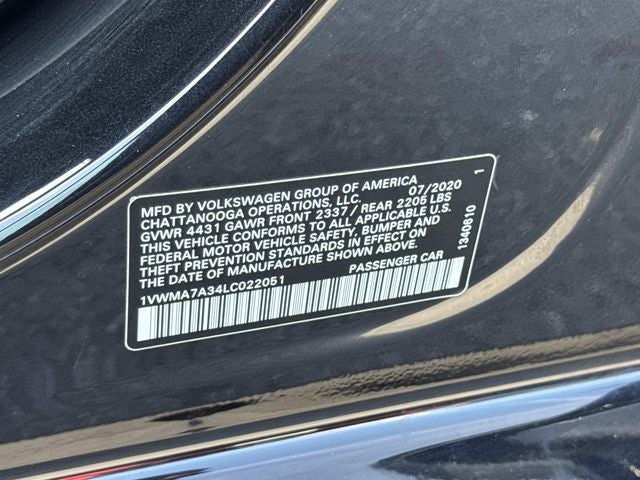 MFD BY VOLKSWAGEN GROUP OF AMERICA 07/2020 1
CHATTANOOGA OPERATIONS, LLC.
GVWR 4431 GAWR FRONT 2337 / REAR 2205 LBS
THIS VEHICLE CONFORMS TO ALL APPLICABLE U.S.
FEDERAL MOTOR VEHICLE SAFETY, BUMPER AND
THEFT PREVENTION STANDARDS IN EFFECT ON
THE DATE OF MANUFACTURE SHOWN ABOVE.
1VWMA7A34LC022051 PASSENGER CAR
1340610